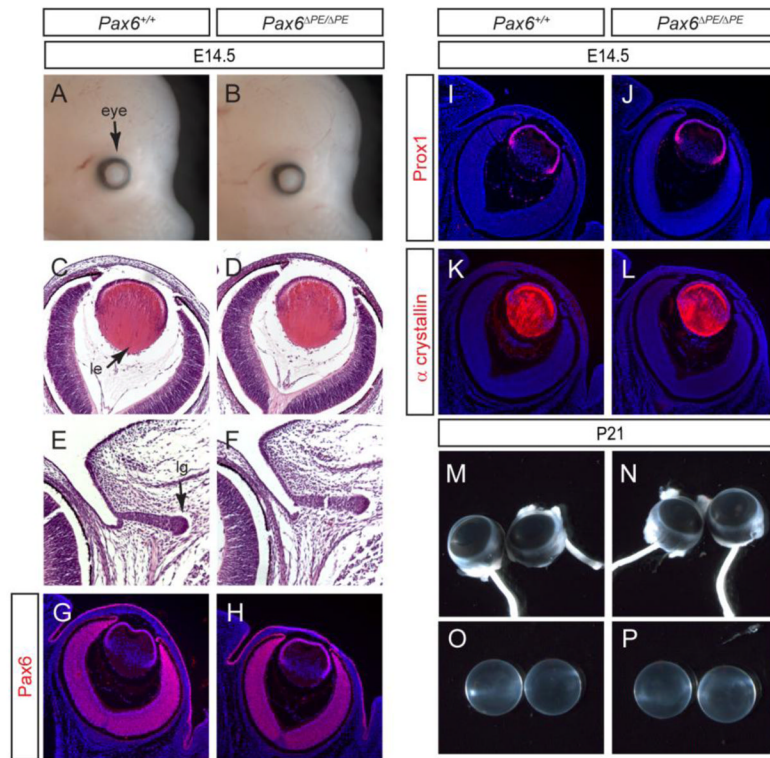 Pax6+/+ Pax6ΔPE/ΔPE
E14.5
A
eye
B
C
le
D
E
lg
F
Pax6
G
H
Pax6+/+ Pax6ΔPE/ΔPE
E14.5
Prox1
I
J
α crystallin
K
L
P21
M
N
O
P